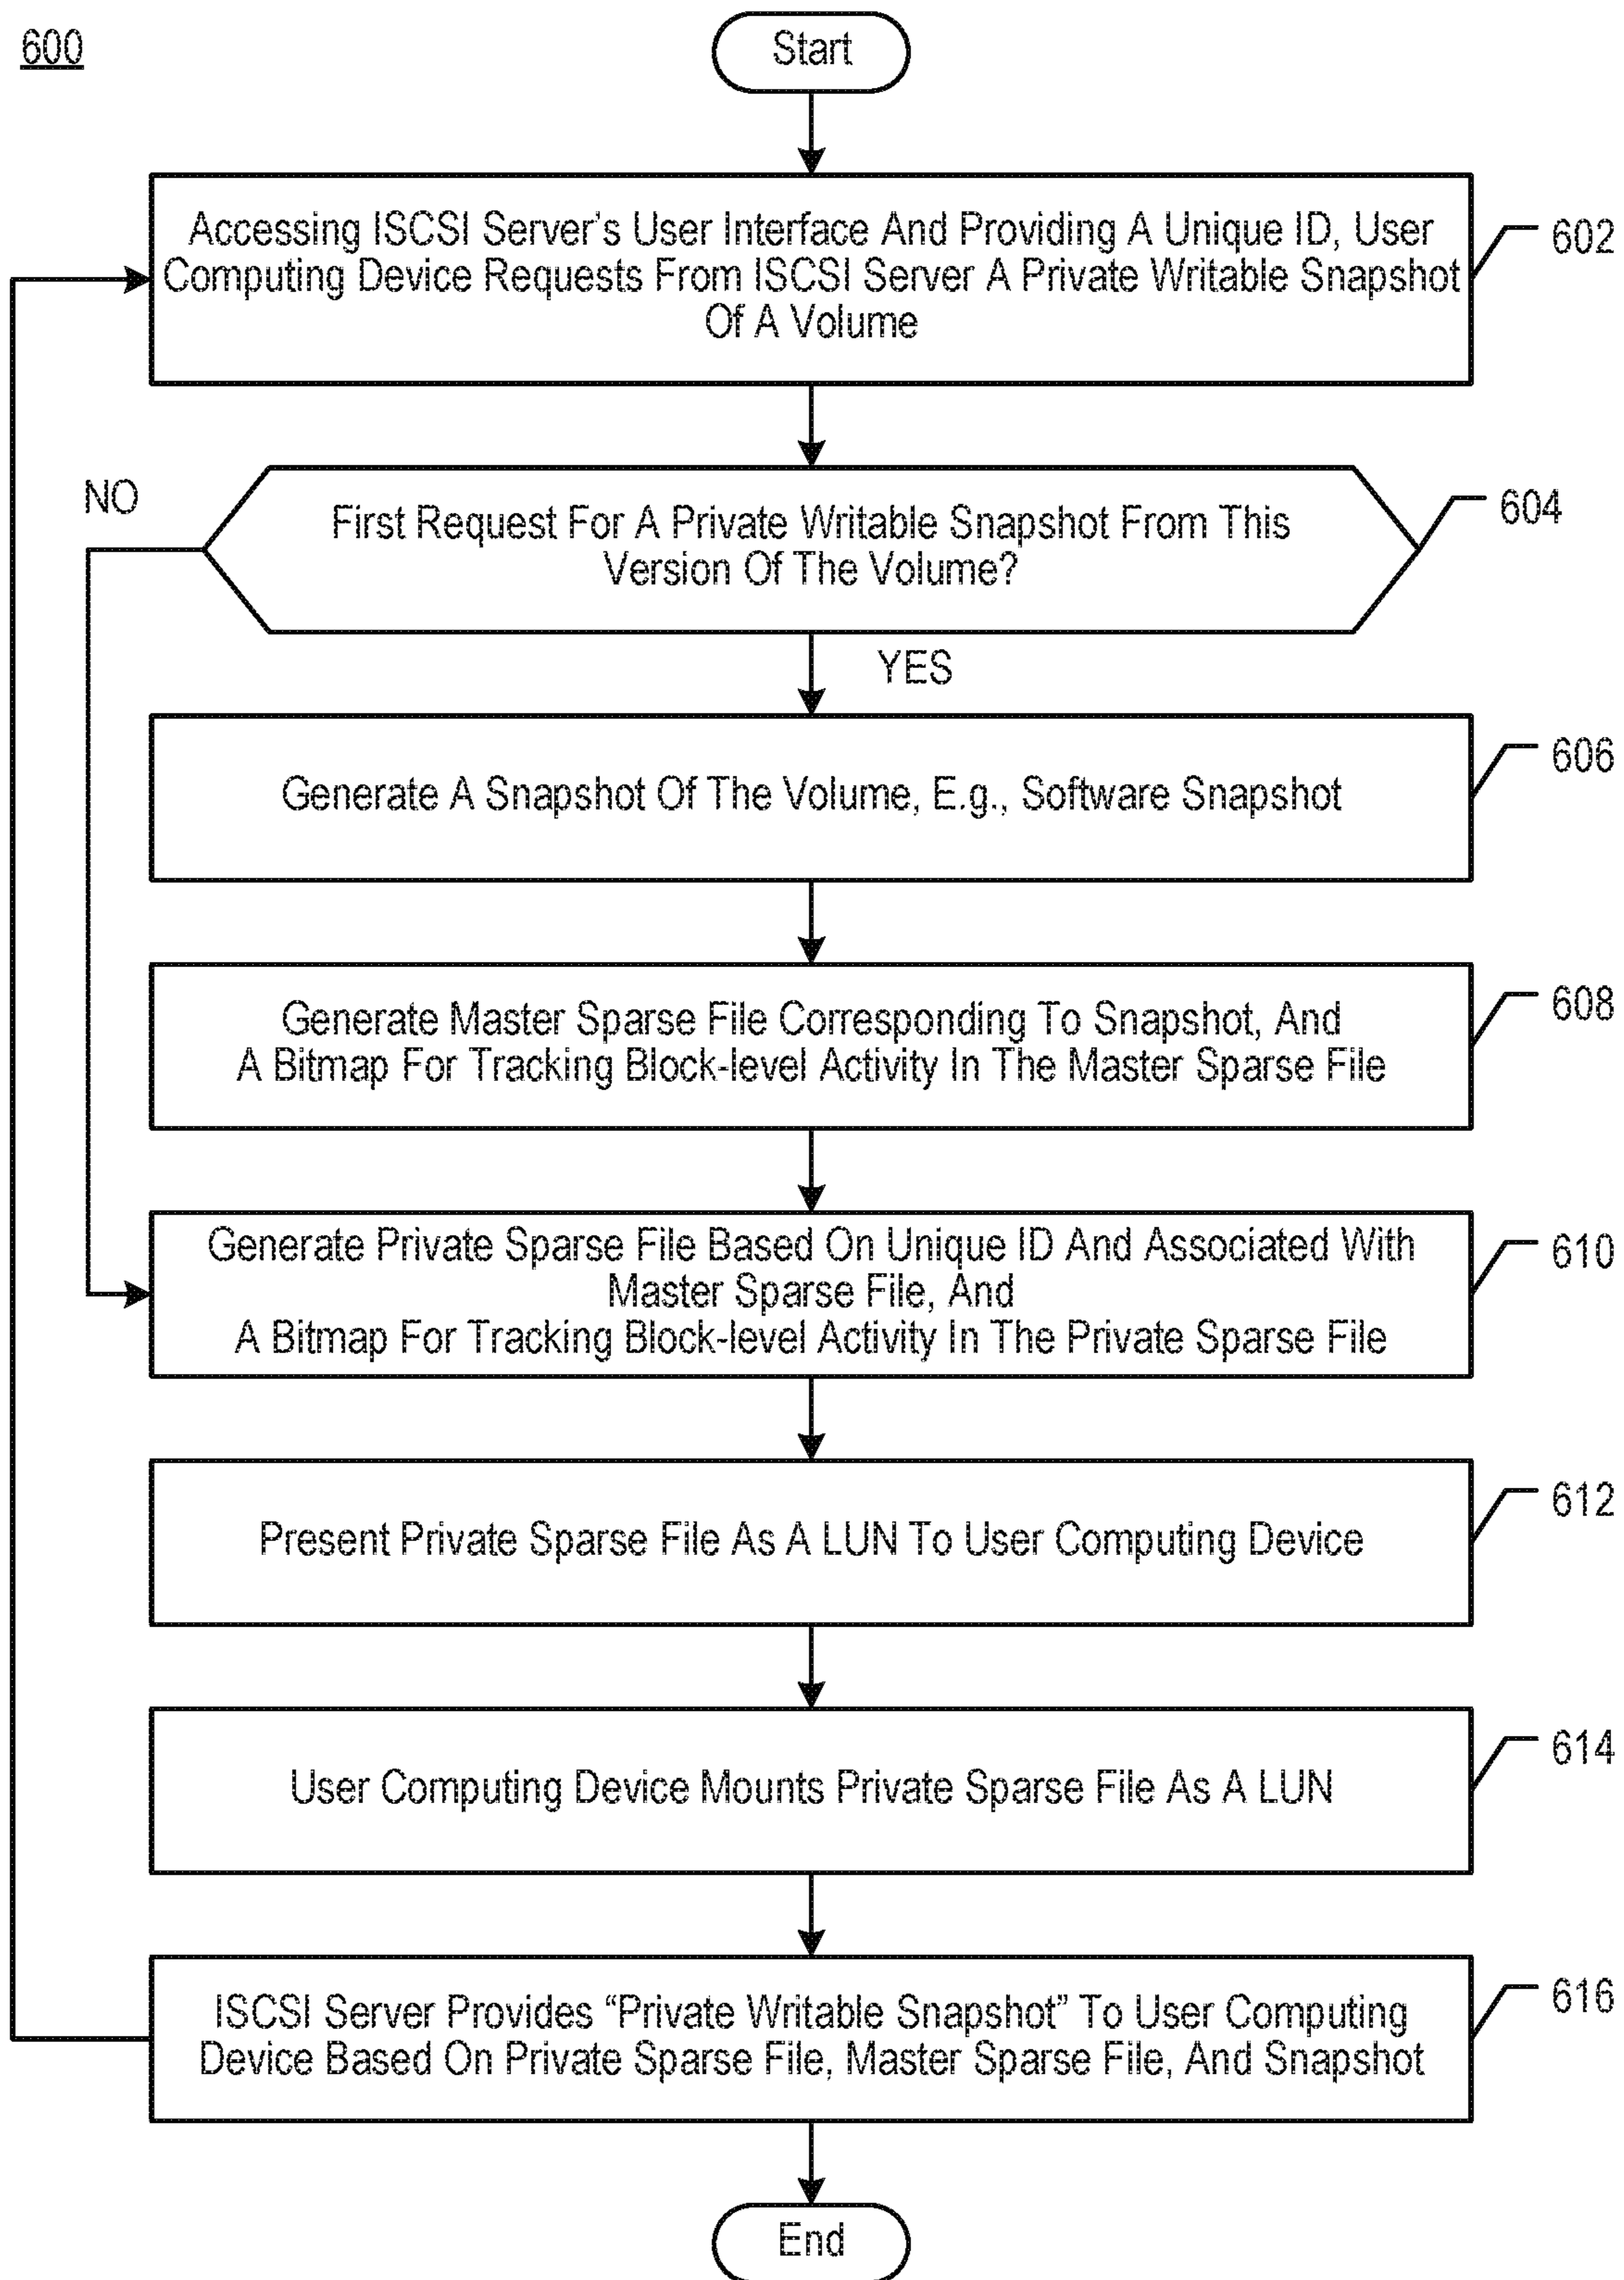 600
Start
Accessing ISCSI Server's User Interface And Providing A Unique ID, User
Computing Device Requests From ISCSI Server A Private Writable Snapshot
Of A Volume
602
NO
First Request For A Private Writable Snapshot From This
Version Of The Volume?
604
YES
Generate A Snapshot Of The Volume, E.g., Software Snapshot
606
Generate Master Sparse File Corresponding To Snapshot, And
A Bitmap For Tracking Block-level Activity In The Master Sparse File
608
Generate Private Sparse File Based On Unique ID And Associated With
Master Sparse File, And
A Bitmap For Tracking Block-level Activity In The Private Sparse File
610
Present Private Sparse File As A LUN To User Computing Device
612
User Computing Device Mounts Private Sparse File As A LUN
614
ISCSI Server Provides “Private Writable Snapshot” To User Computing
Device Based On Private Sparse File, Master Sparse File, And Snapshot
616
End